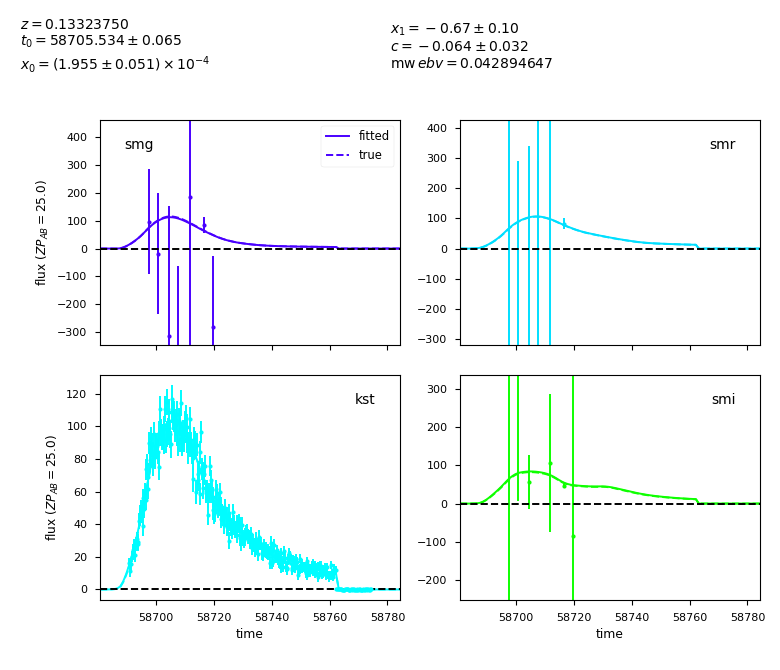 z = 0.13323750
t₀ = 58705.534 ± 0.065
x₀ = (1.955 ± 0.051) × 10⁻⁴
x₁ = −0.67 ± 0.10
c = −0.064 ± 0.032
mw ebv = 0.042894647
smg
fitted
true
flux (ZP_AB = 25.0)
400
300
200
100
0
−100
−200
−300
smr
400
300
200
100
0
−100
−200
−300
kst
flux (ZP_AB = 25.0)
120
100
80
60
40
20
0
58700 58720 58740 58760 58780
time
smi
300
200
100
0
−100
−200
58700 58720 58740 58760 58780
time